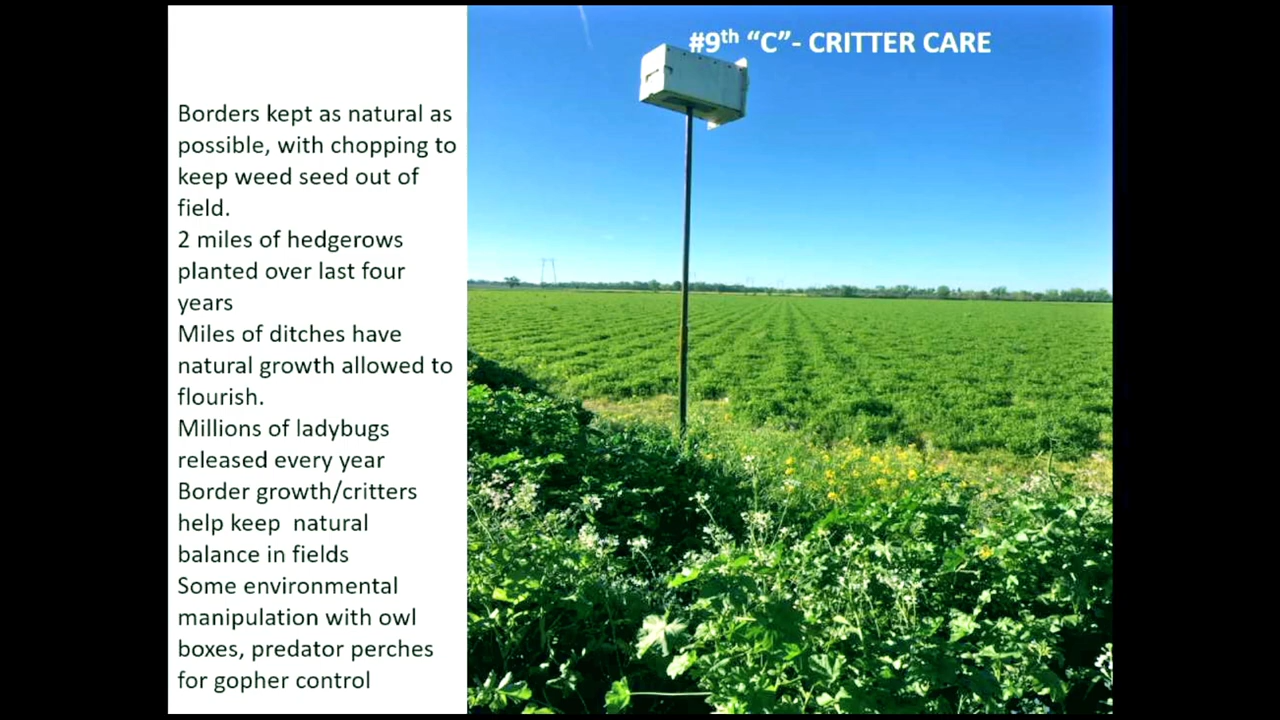 #9th “C”- CRITTER CARE
Borders kept as natural as
possible, with chopping to
keep weed seed out of
field.
2 miles of hedgerows
planted over last four
years
Miles of ditches have
natural growth allowed to
flourish.
Millions of ladybugs
released every year
Border growth/critters
help keep  natural
balance in fields
Some environmental
manipulation with owl
boxes, predator perches
for gopher control